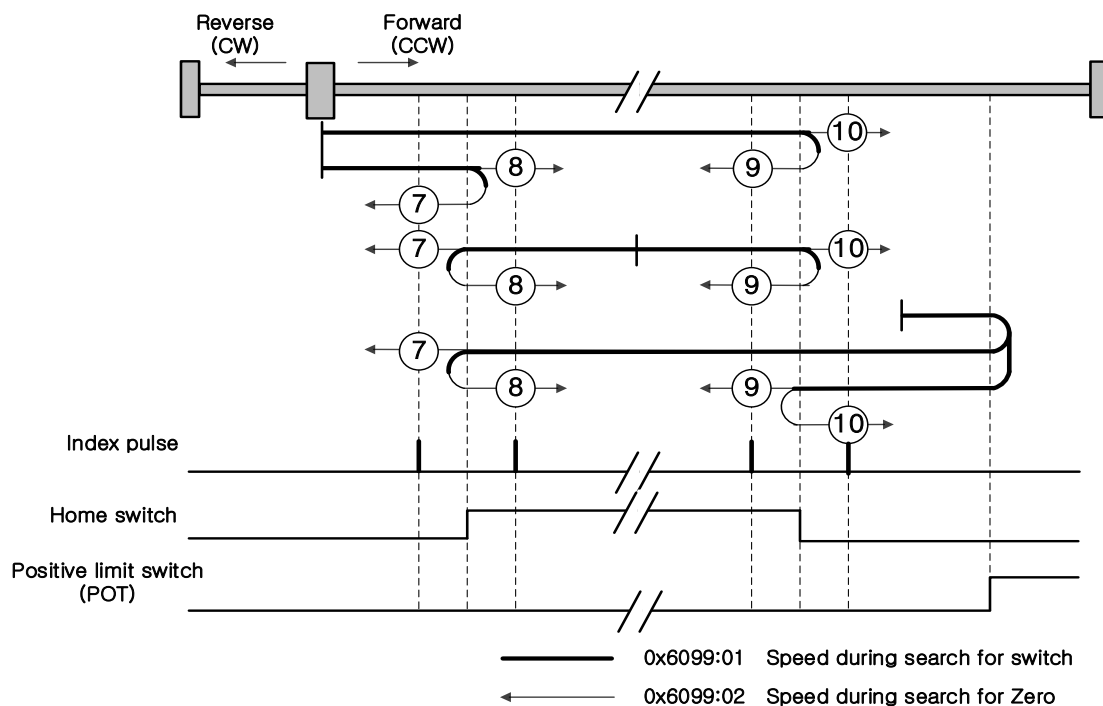 Reverse
(CW)
Forward
(CCW)
10
8
9
7
7
10
8
9
7
8
9
10
Index pulse
Home switch
Positive limit switch
(POT)
0x6099:01 Speed during search for switch
0x6099:02 Speed during search for Zero